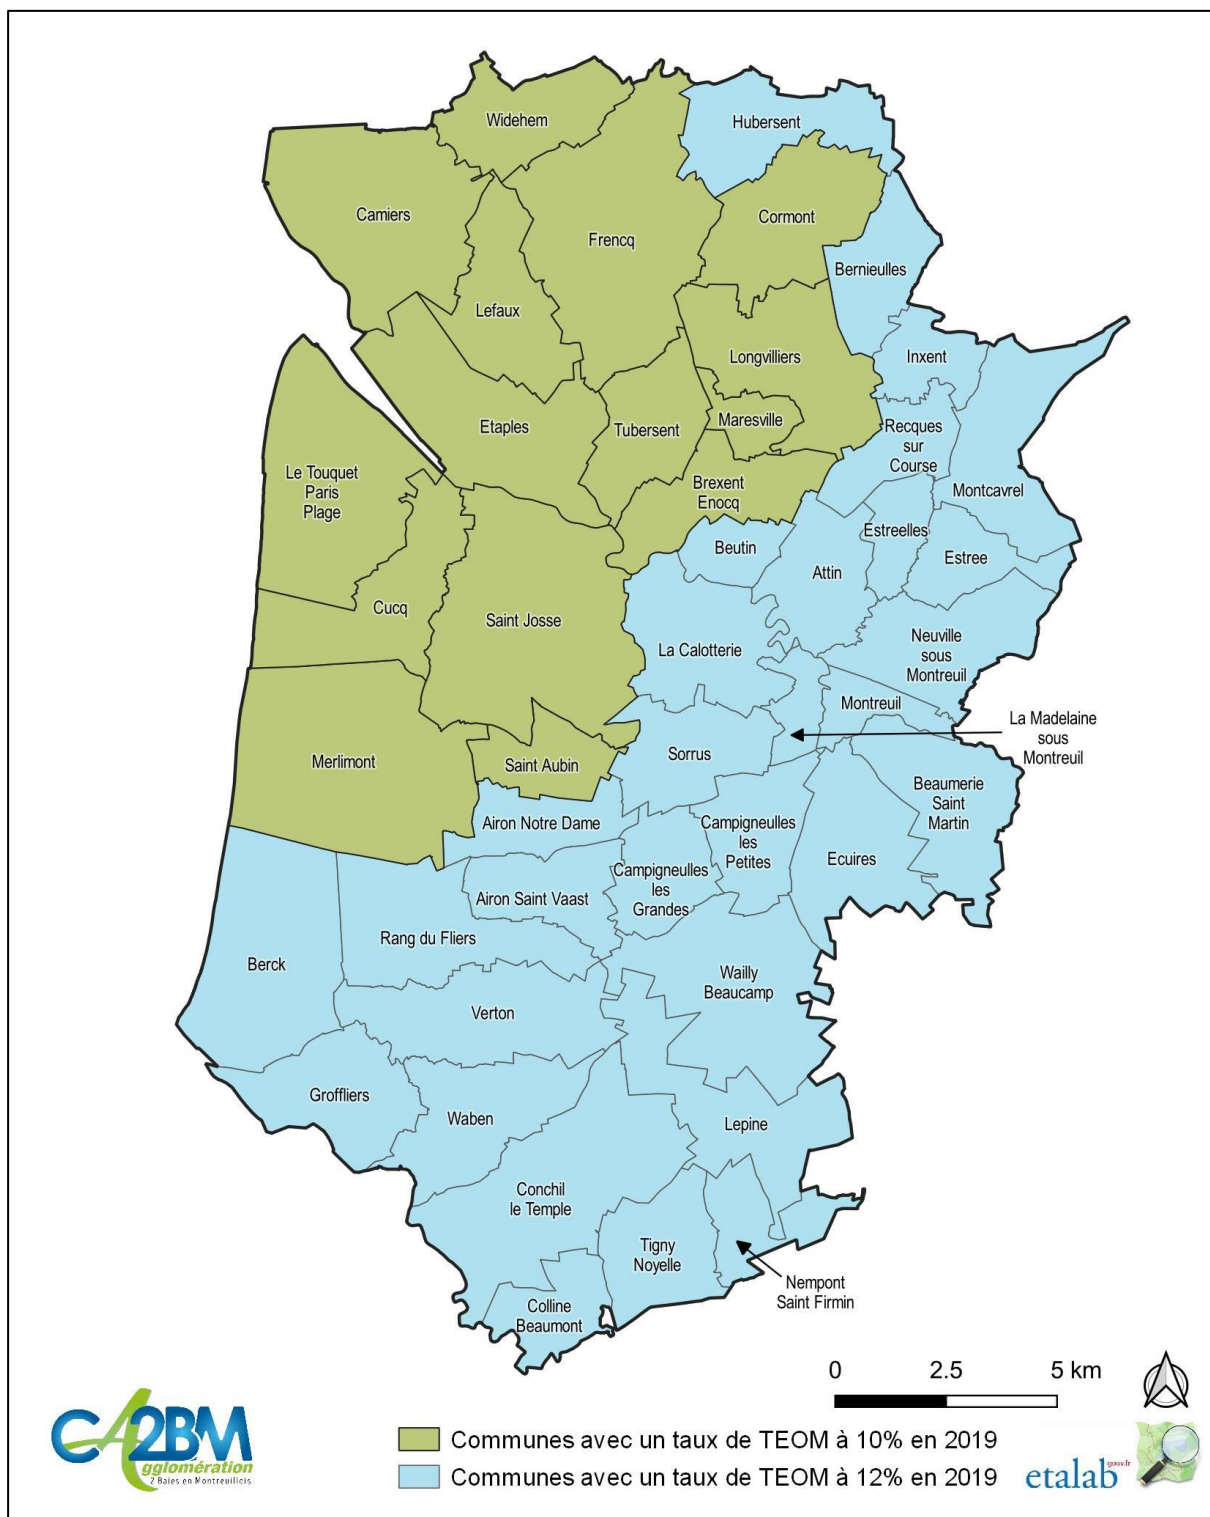 Widehem
Hubersent
Camiers
Cormont
Frencq
Bernieulles
Lefaux
Longvilliers
Inxent
Maresville
Etaples
Tubersent
Recques
sur
Course
Le Touquet
Paris
Plage
Brexent
Enocq
Montcavrel
Estreelles
Beutin
Estree
Attin
Cucq
Saint Josse
La Calotterie
Neuville
sous
Montreuil
Montreuil
La Madelaine
sous
Montreuil
Merlimont
Saint Aubin
Sorrus
Beaumerie
Saint
Martin
Airon Notre Dame
Campigneulles
les
Petites
Ecuires
Campigneulles
les
Grandes
Airon Saint Vaast
Rang du Fliers
Berck
Wailly
Beaucamp
Verton
Groffliers
Waben
Lepine
Conchil
le Temple
Tigny
Noyelle
Nempont
Saint Firmin
Colline
Beaumont
0 2.5 5 km
CA2BM
agglomération
2 Baies en Montreuillois
Communes avec un taux de TEOM à 10% en 2019
Communes avec un taux de TEOM à 12% en 2019
etalab
gouv.fr